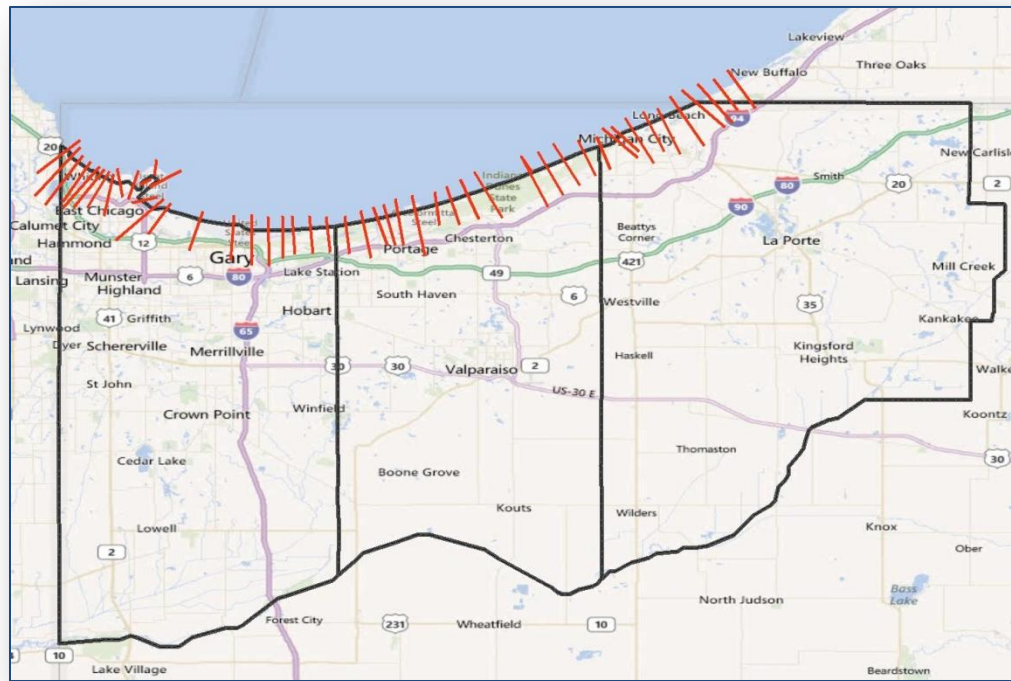 Lakeview
Three Oaks
New Buffalo
Long Beach
94
20
Michigan City
New Carlisle
Smith
80
20
2
Indiana
Dunes
State
Park
East Chicago
Calumet City
Hammond
12
90
Beattys
Corner
La Porte
Portage
Chesterton
Gary
Munster
6
80
Lake Station
49
421
Mill Creek
Lansing
Highland
South Haven
6
Westville
35
Lynwood
41
Griffith
Hobart
Kankakee
Dyer
Schererville
65
Merrillville
Haskell
Kingsford
Heights
30
30
Valparaiso
2
Walke
St John
US-30 E
Crown Point
Winfield
Koontz
Thomaston
30
Cedar Lake
Boone Grove
Kouts
Wilders
Lowell
Knox
2
Ober
Bass
Lake
North Judson
Forest City
231
Wheatfield
10
10
Lake Village
Beardstown